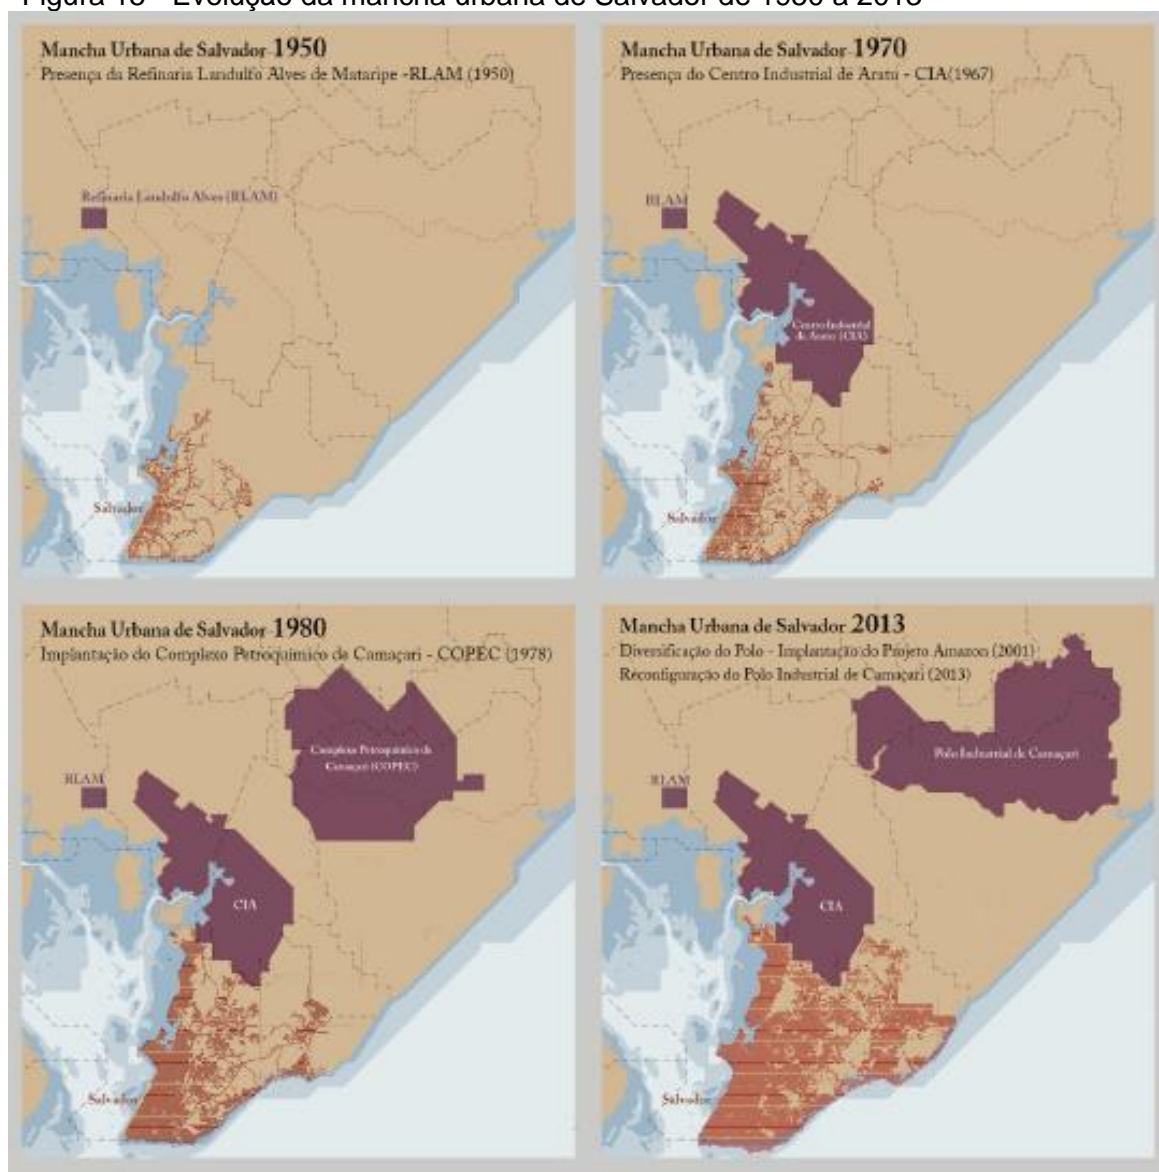 Figura 18 - Evolução da mancha urbana de Salvador de 1950 a 2013
Mancha Urbana de Salvador 1950
Presença da Refinaria Landulfo Alves de Mataripe -RLAM (1950)
Refinaria Landulfo Alves (RLAM)
Salvador
Mancha Urbana de Salvador 1970
Presença do Centro Industrial de Aratu - CIA(1967)
RLAM
Centro Industrial
de Aratu (CIA)
Salvador
Mancha Urbana de Salvador 1980
Implantação do Complexo Petroquímico de Camaçari - COPEC (1978)
Complexo Petroquímico de
Camaçari (COPEC)
RLAM
CIA
Salvador
Mancha Urbana de Salvador 2013
Diversificação do Polo - Implantação do Projeto Amazon (2001)
Reconfiguração do Polo Industrial de Camaçari (2013)
Pólo Industrial de Camaçari
RLAM
CIA
Salvador